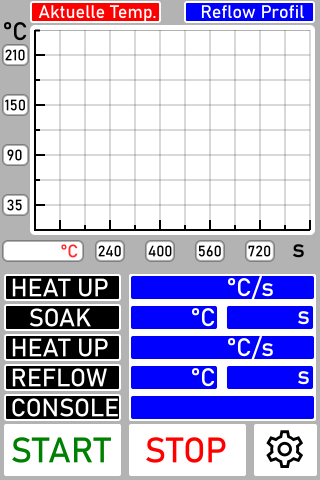 Aktuelle Temp. Reflow Profil
°C
210
150
90
35
°C 240 400 560 720 s
HEAT UP °C/s
SOAK °C s
HEAT UP °C/s
REFLOW °C s
CONSOLE
START STOP